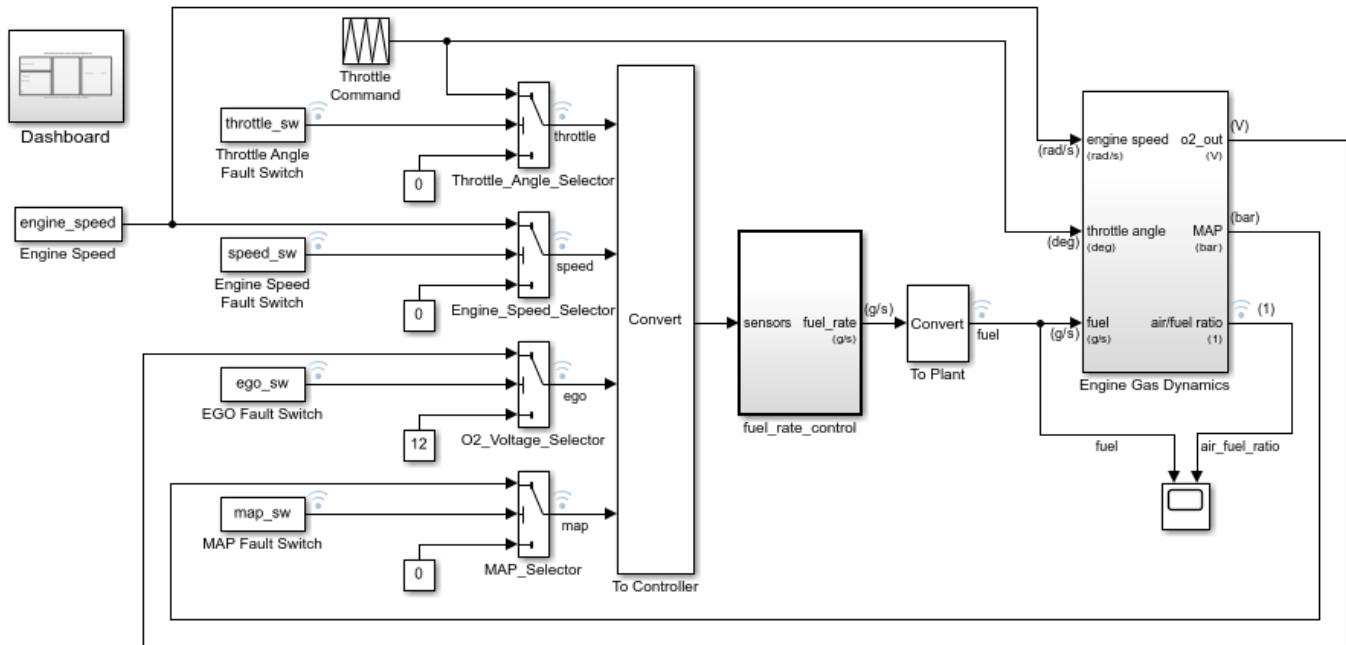 Dashboard
Throttle
Command
throttle_sw
Throttle Angle
Fault Switch
0
throttle
Throttle_Angle_Selector
engine_speed
Engine Speed
speed_sw
Engine Speed
Fault Switch
0
speed
Engine_Speed_Selector
ego_sw
EGO Fault Switch
12
ego
O2_Voltage_Selector
map_sw
MAP Fault Switch
0
map
MAP_Selector
Convert
To Controller
sensors
fuel_rate
(g/s)
fuel_rate_control
(g/s)
Convert
To Plant
fuel
(rad/s)
(deg)
(g/s)
engine speed
(rad/s)
throttle angle
(deg)
fuel
(g/s)
o2_out
(V)
MAP
(bar)
air/fuel ratio
(1)
Engine Gas Dynamics
(V)
(bar)
(1)
fuel
air_fuel_ratio